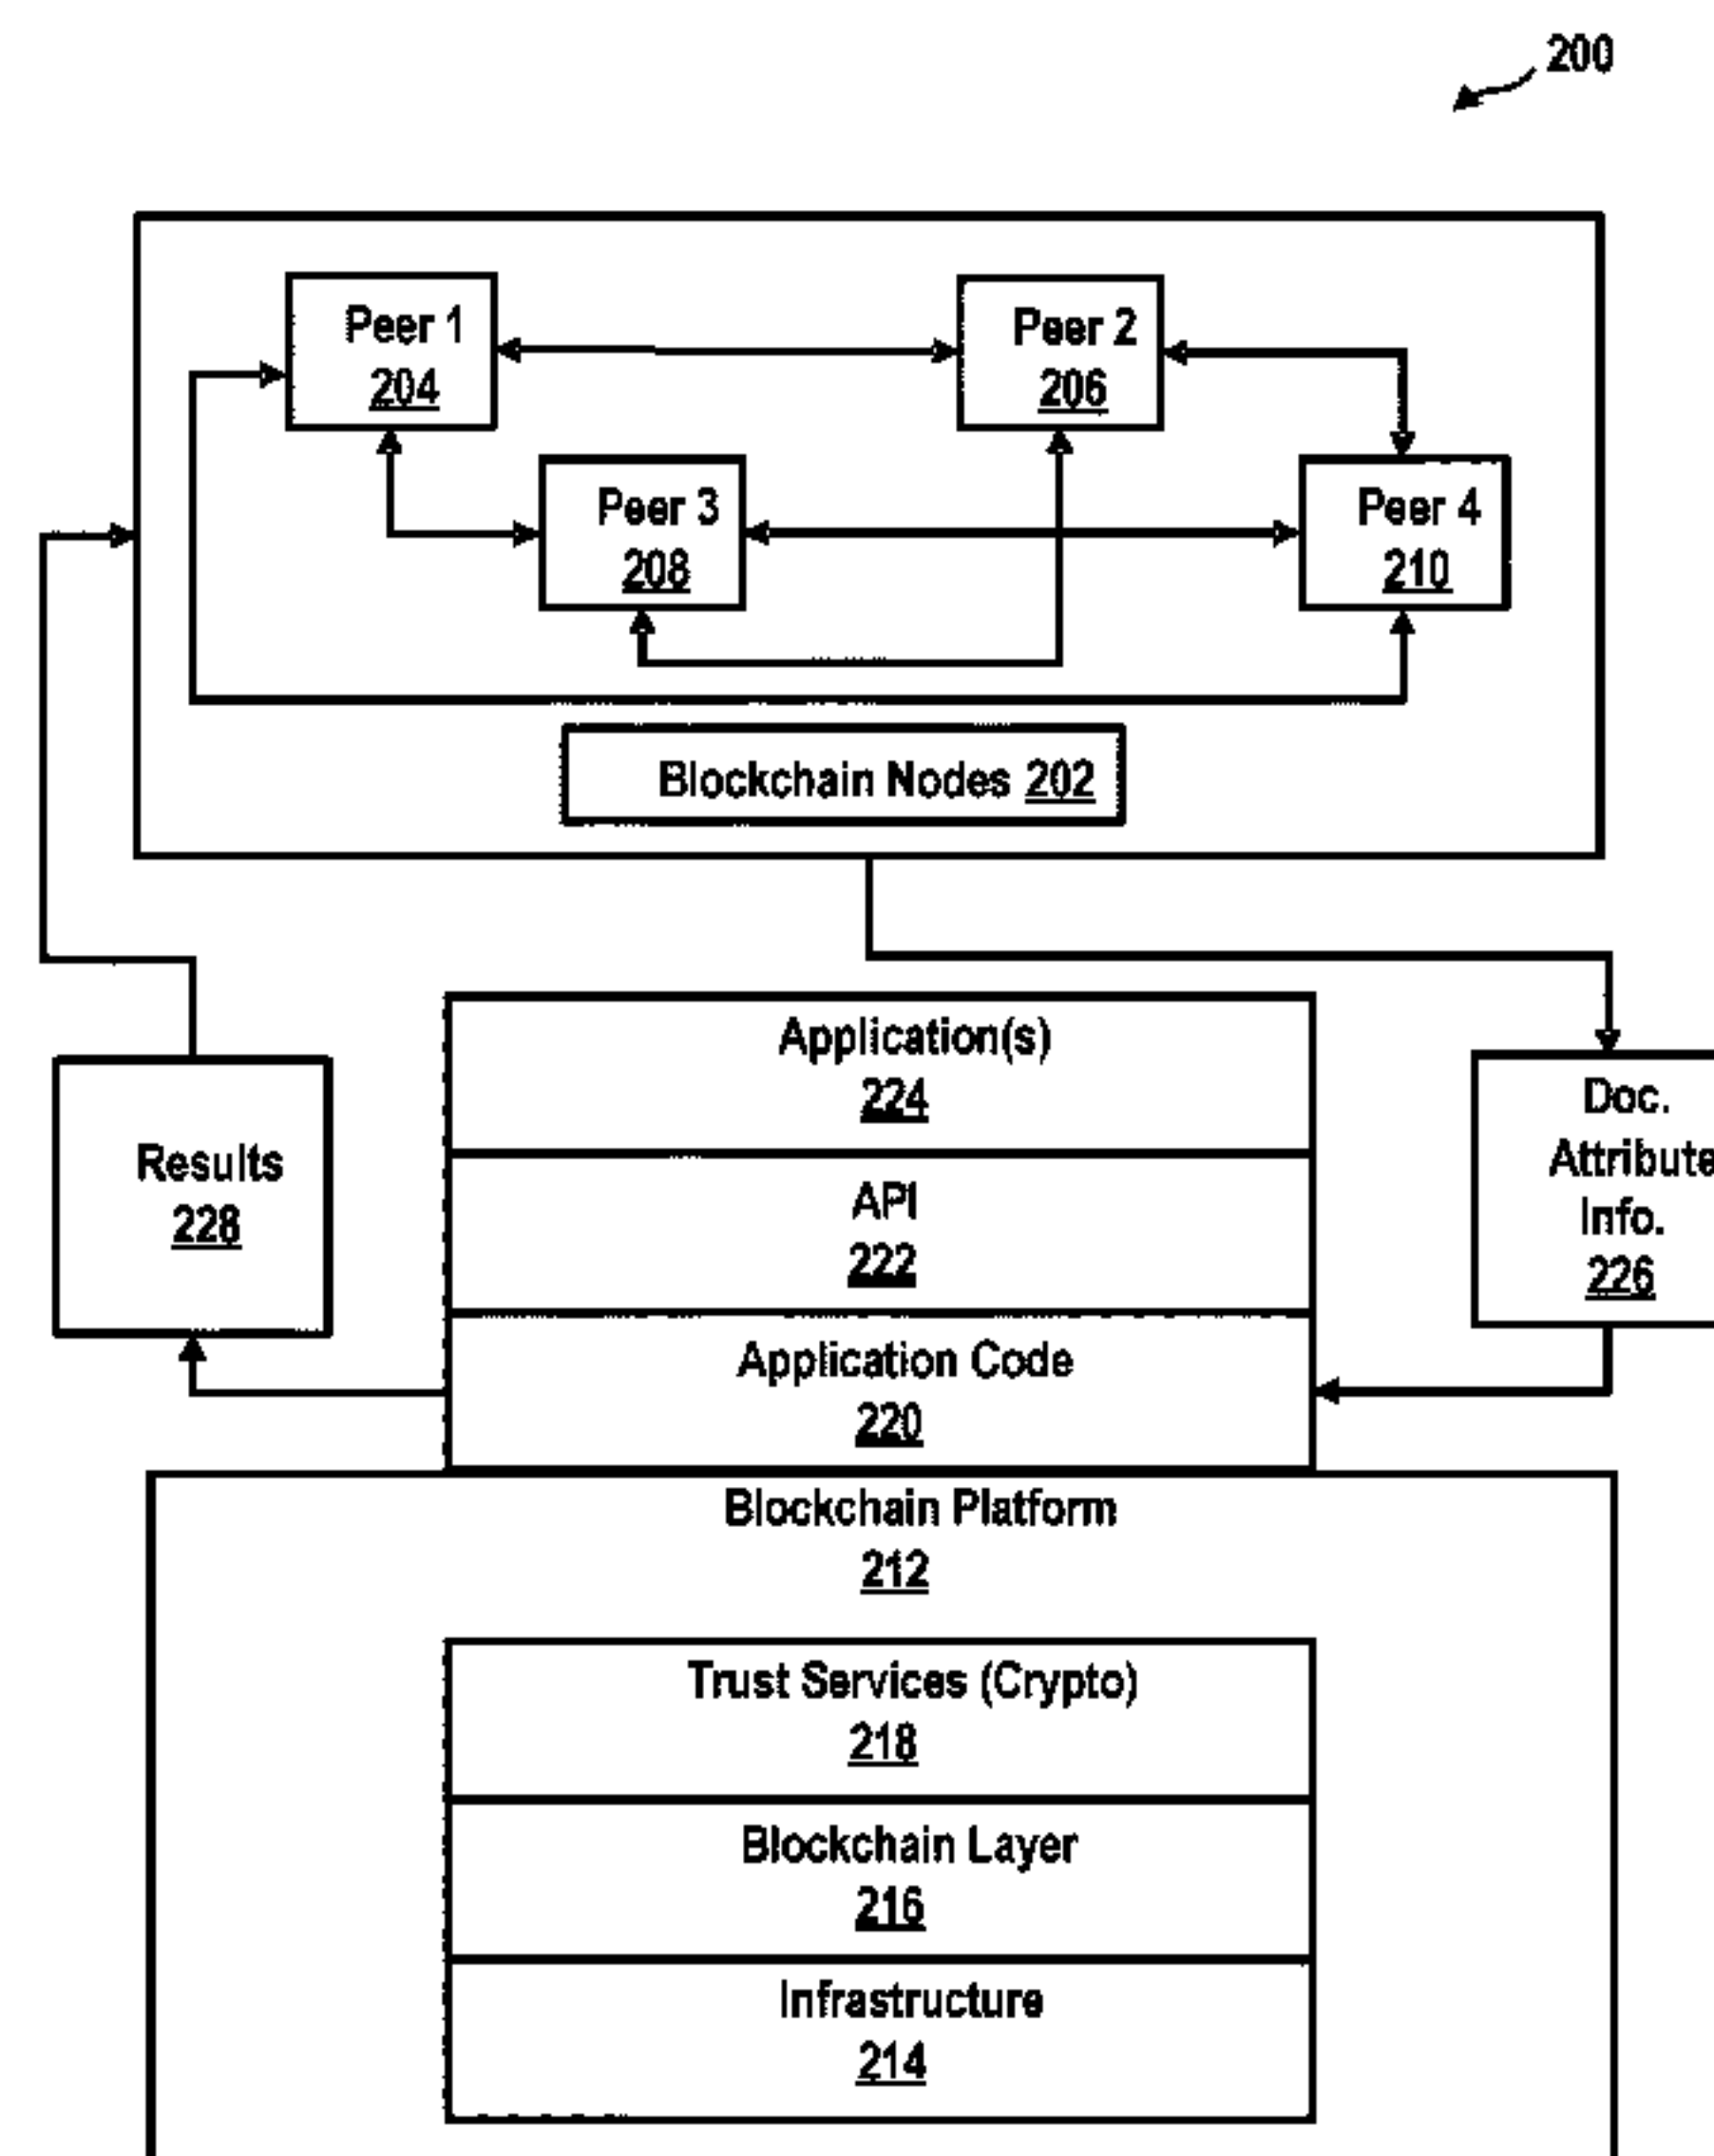 200
Peer 1
204
Peer 2
206
Peer 3
208
Peer 4
210
Blockchain Nodes 202
Application(s)
224
API
222
Application Code
220
Results
228
Doc.
Attribute
Info.
226
Blockchain Platform
212
Trust Services (Crypto)
218
Blockchain Layer
216
Infrastructure
214